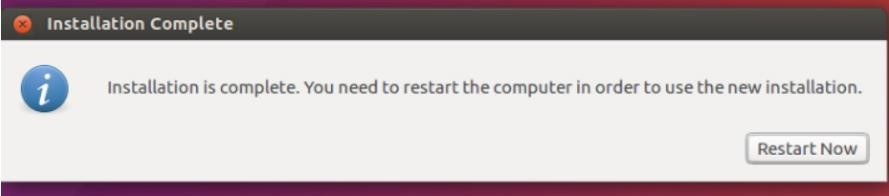 Installation Complete
Installation is complete. You need to restart the computer in order to use the new installation.
Restart Now